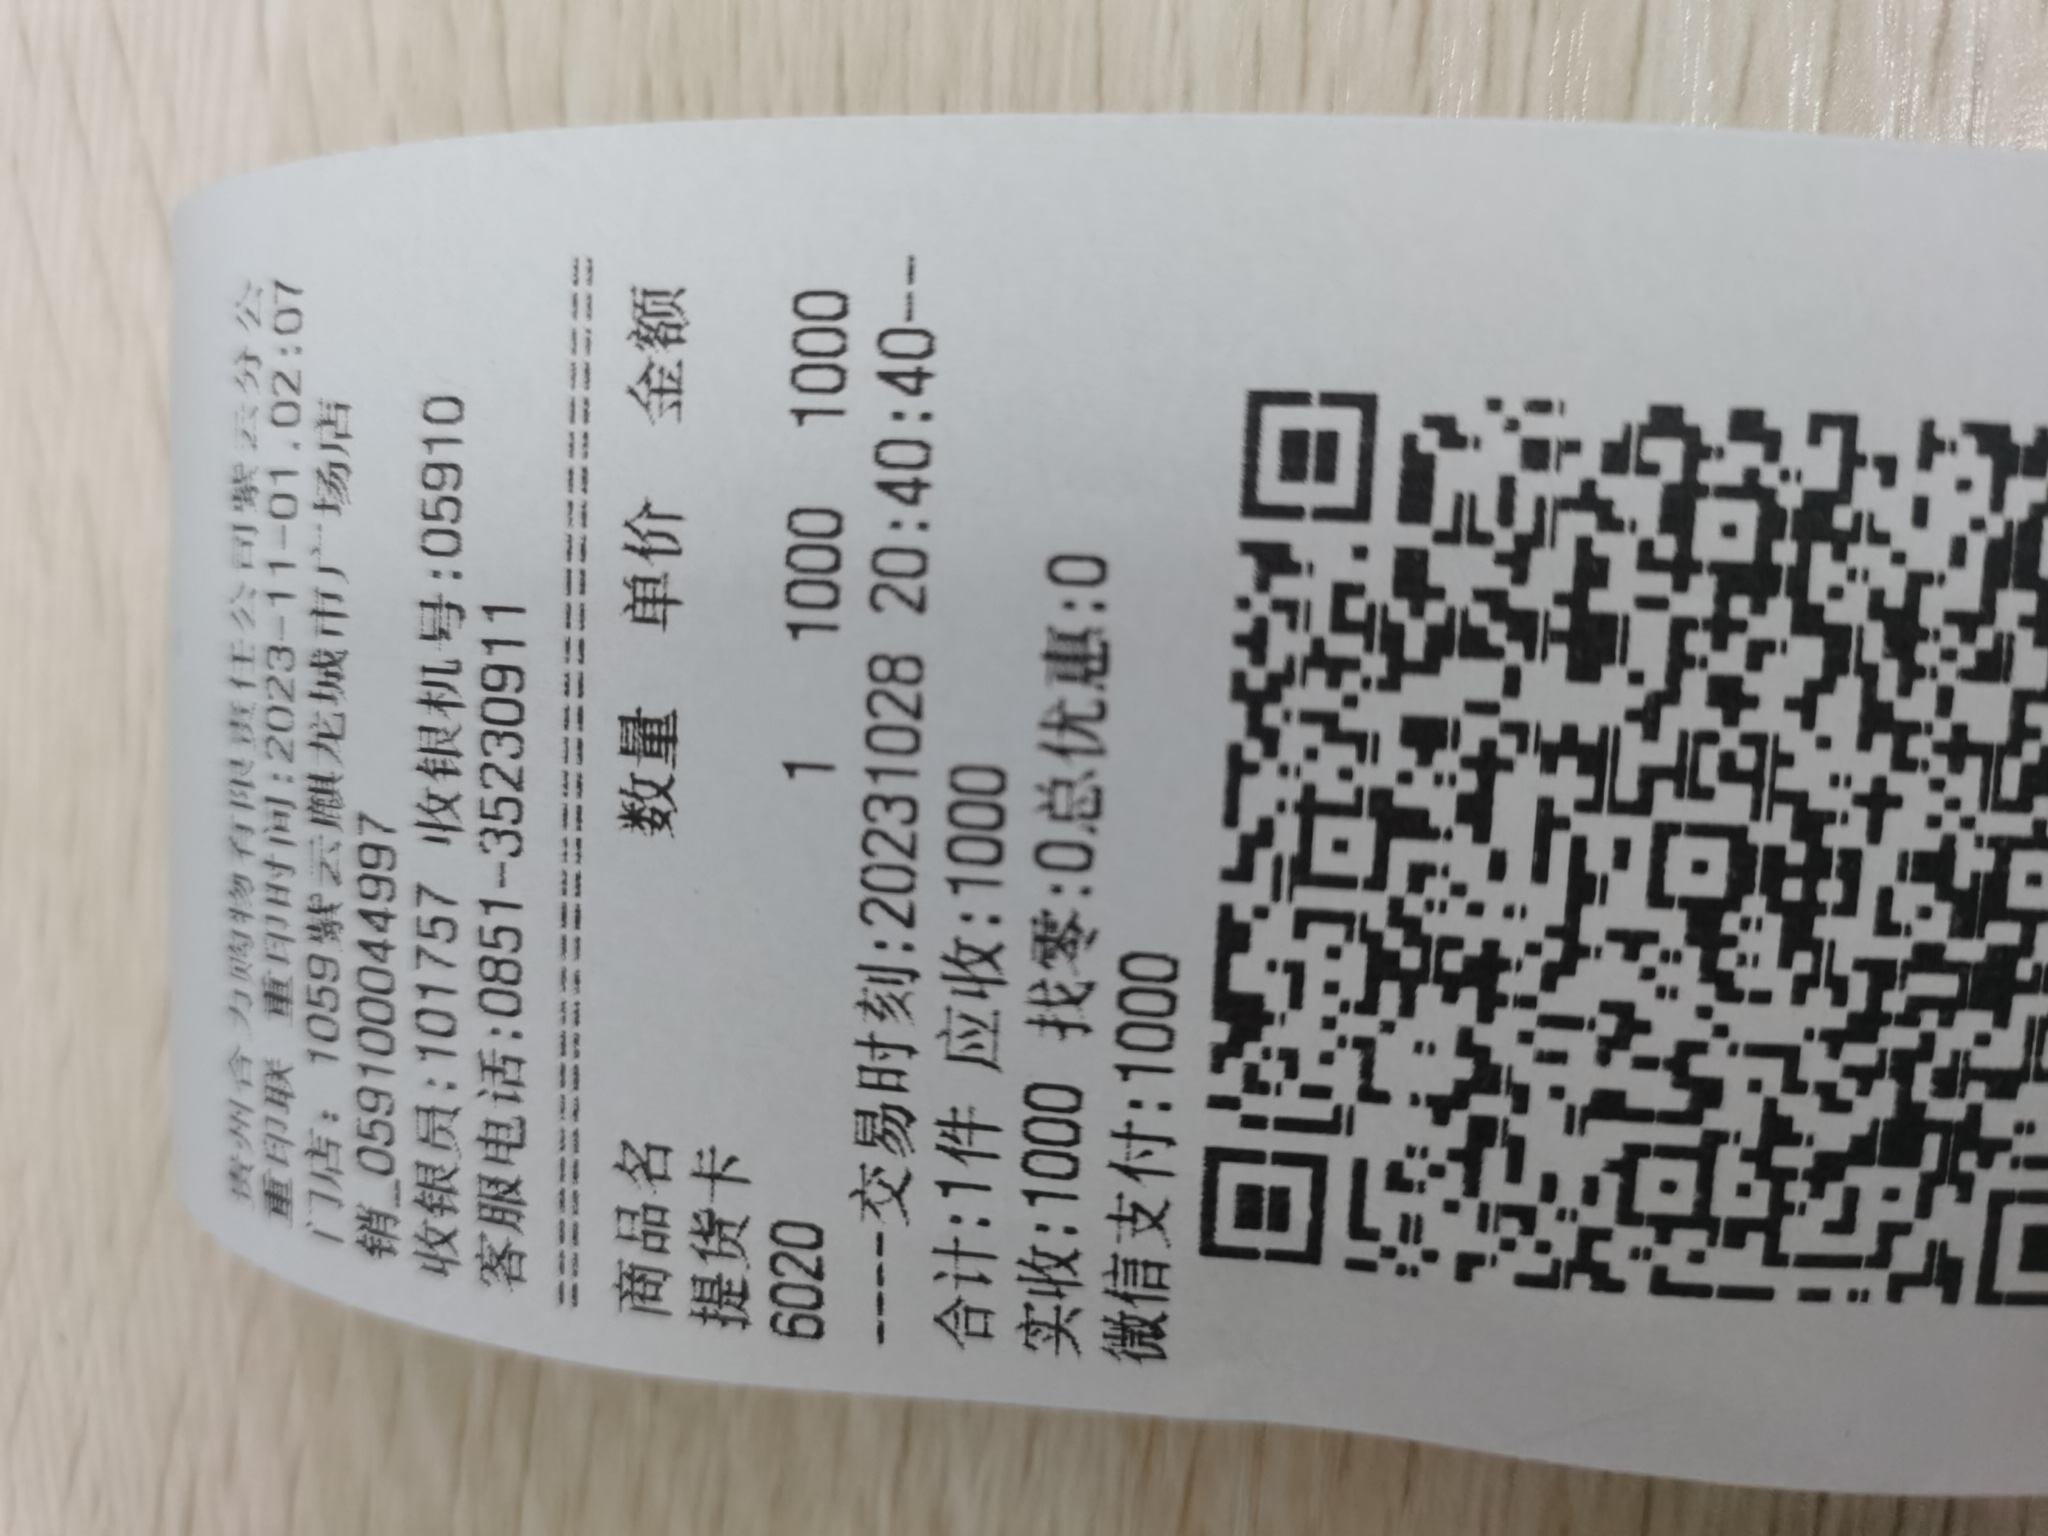 贵州合力购物有限责任公司紫云分公
重印联 重印时间:2023-11-01.02:07
门店: 1059紫云麒龙城市广场店
销_05910004499​7
收银员:101757 收银机号:05910
客服电话:0851-35230911
==================================
商品名 数量 单价 金额
提货卡
6020 1 1000 1000
-----交易时刻:20231028 20:40:40---
合计:1件 应收:1000
实收:1000 找零:0总优惠:0
微信支付:1000